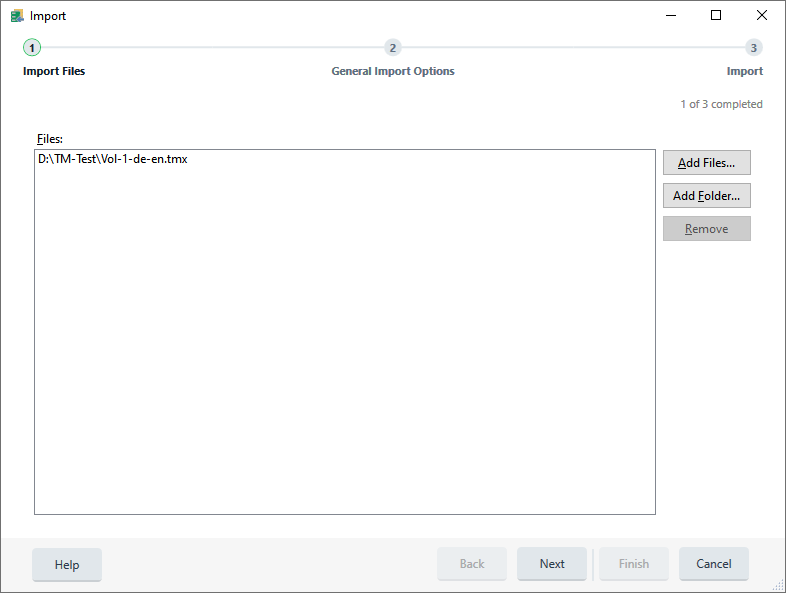 Import
1 2 3
Import Files General Import Options Import
1 of 3 completed
Files:
D:\TM-Test\Vol-1-de-en.tmx
Add Files...
Add Folder...
Remove
Help Back Next Finish Cancel